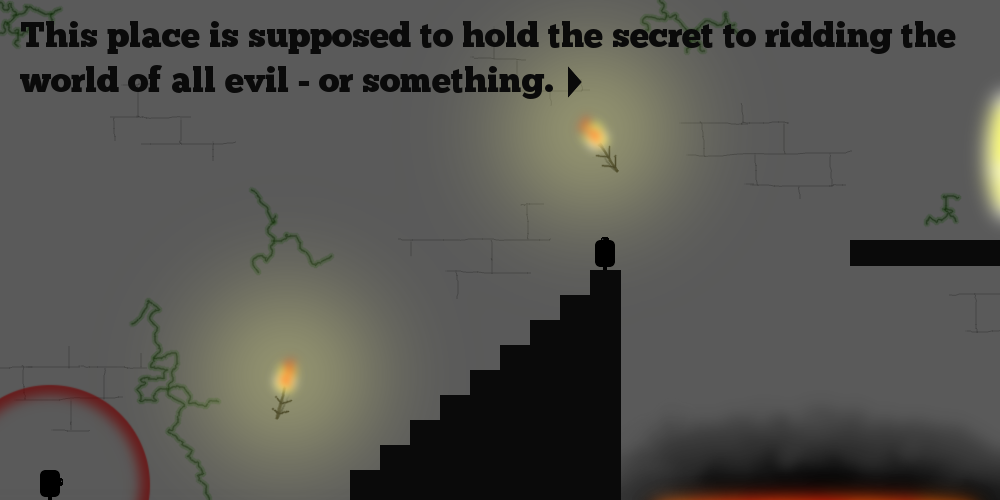 This place is supposed to hold the secret to ridding the
world of all evil - or something.